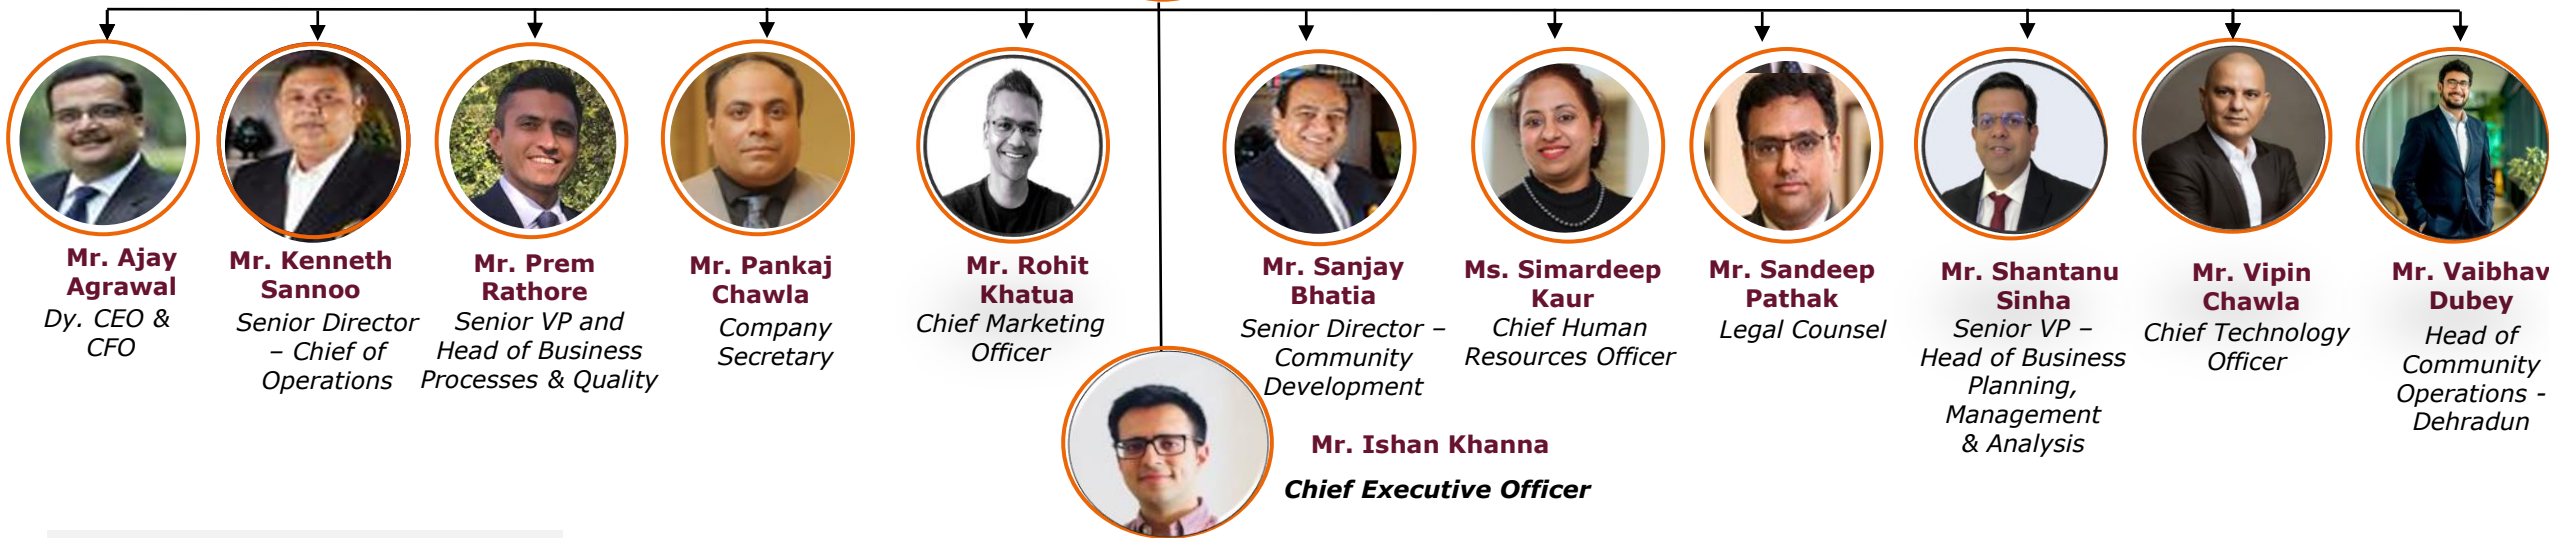 Mr. Ajay
Agrawal
Dy. CEO &
CFO
Mr. Kenneth
Sannoo
Senior Director
– Chief of
Operations
Mr. Prem
Rathore
Senior VP and
Head of Business
Processes & Quality
Mr. Pankaj
Chawla
Company
Secretary
Mr. Rohit
Khatua
Chief Marketing
Officer
Mr. Sanjay
Bhatia
Senior Director –
Community
Development
Ms. Simardeep
Kaur
Chief Human
Resources Officer
Mr. Sandeep
Pathak
Legal Counsel
Mr. Shantanu
Sinha
Senior VP –
Head of Business
Planning,
Management
& Analysis
Mr. Vipin
Chawla
Chief Technology
Officer
Mr. Vaibhav
Dubey
Head of
Community
Operations -
Dehradun
Mr. Ishan Khanna
Chief Executive Officer